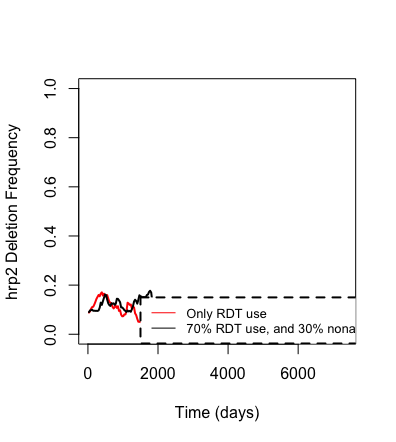 hrp2 Deletion Frequency
1.0
0.8
0.6
0.4
0.2
0.0
Only RDT use
70% RDT use, and 30% nona
0 2000 4000 6000
Time (days)